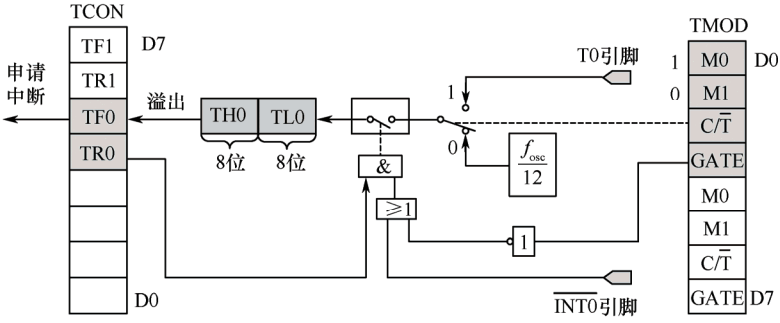 TCON
TF1
D7
TR1
TF0
TR0
D0
申请
中断
溢出
TH0
TL0
8位
8位
&
≥1
1
0
T0引脚
fosc
12
1
INT0引脚
TMOD
1
M0
D0
0
M1
C/T
GATE
M0
M1
C/T
GATE
D7